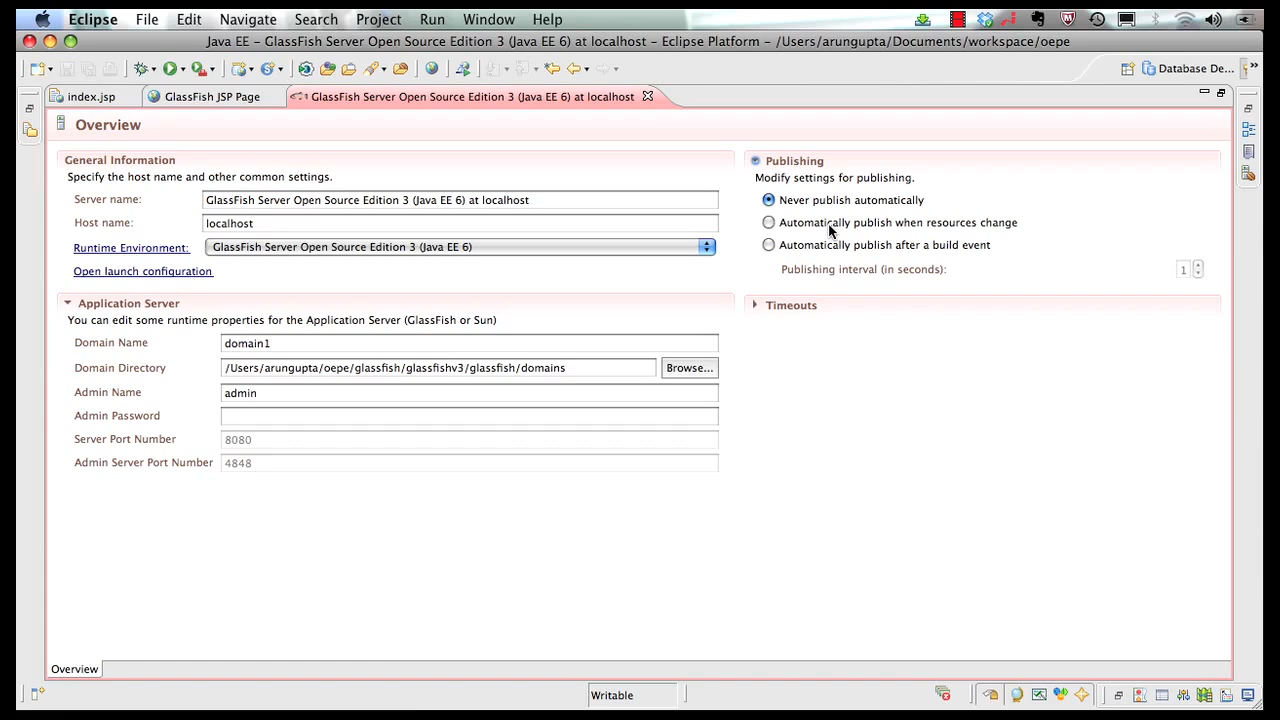 Eclipse File Edit Navigate Search Project Run Window Help
Java EE – GlassFish Server Open Source Edition 3 (Java EE 6) at localhost – Eclipse Platform – /Users/arungupta/Documents/workspace/oepe
Database De...
index.jsp GlassFish JSP Page GlassFish Server Open Source Edition 3 (Java EE 6) at localhost
Overview
General Information
Specify the host name and other common settings.
Server name: GlassFish Server Open Source Edition 3 (Java EE 6) at localhost
Host name: localhost
Runtime Environment: GlassFish Server Open Source Edition 3 (Java EE 6)
Open launch configuration
Application Server
You can edit some runtime properties for the Application Server (GlassFish or Sun)
Domain Name domain1
Domain Directory /Users/arungupta/oepe/glassfish/glassfishv3/glassfish/domains Browse...
Admin Name admin
Admin Password
Server Port Number 8080
Admin Server Port Number 4848
Publishing
Modify settings for publishing.
Never publish automatically
Automatically publish when resources change
Automatically publish after a build event
Publishing interval (in seconds): 1
Timeouts
Overview
Writable